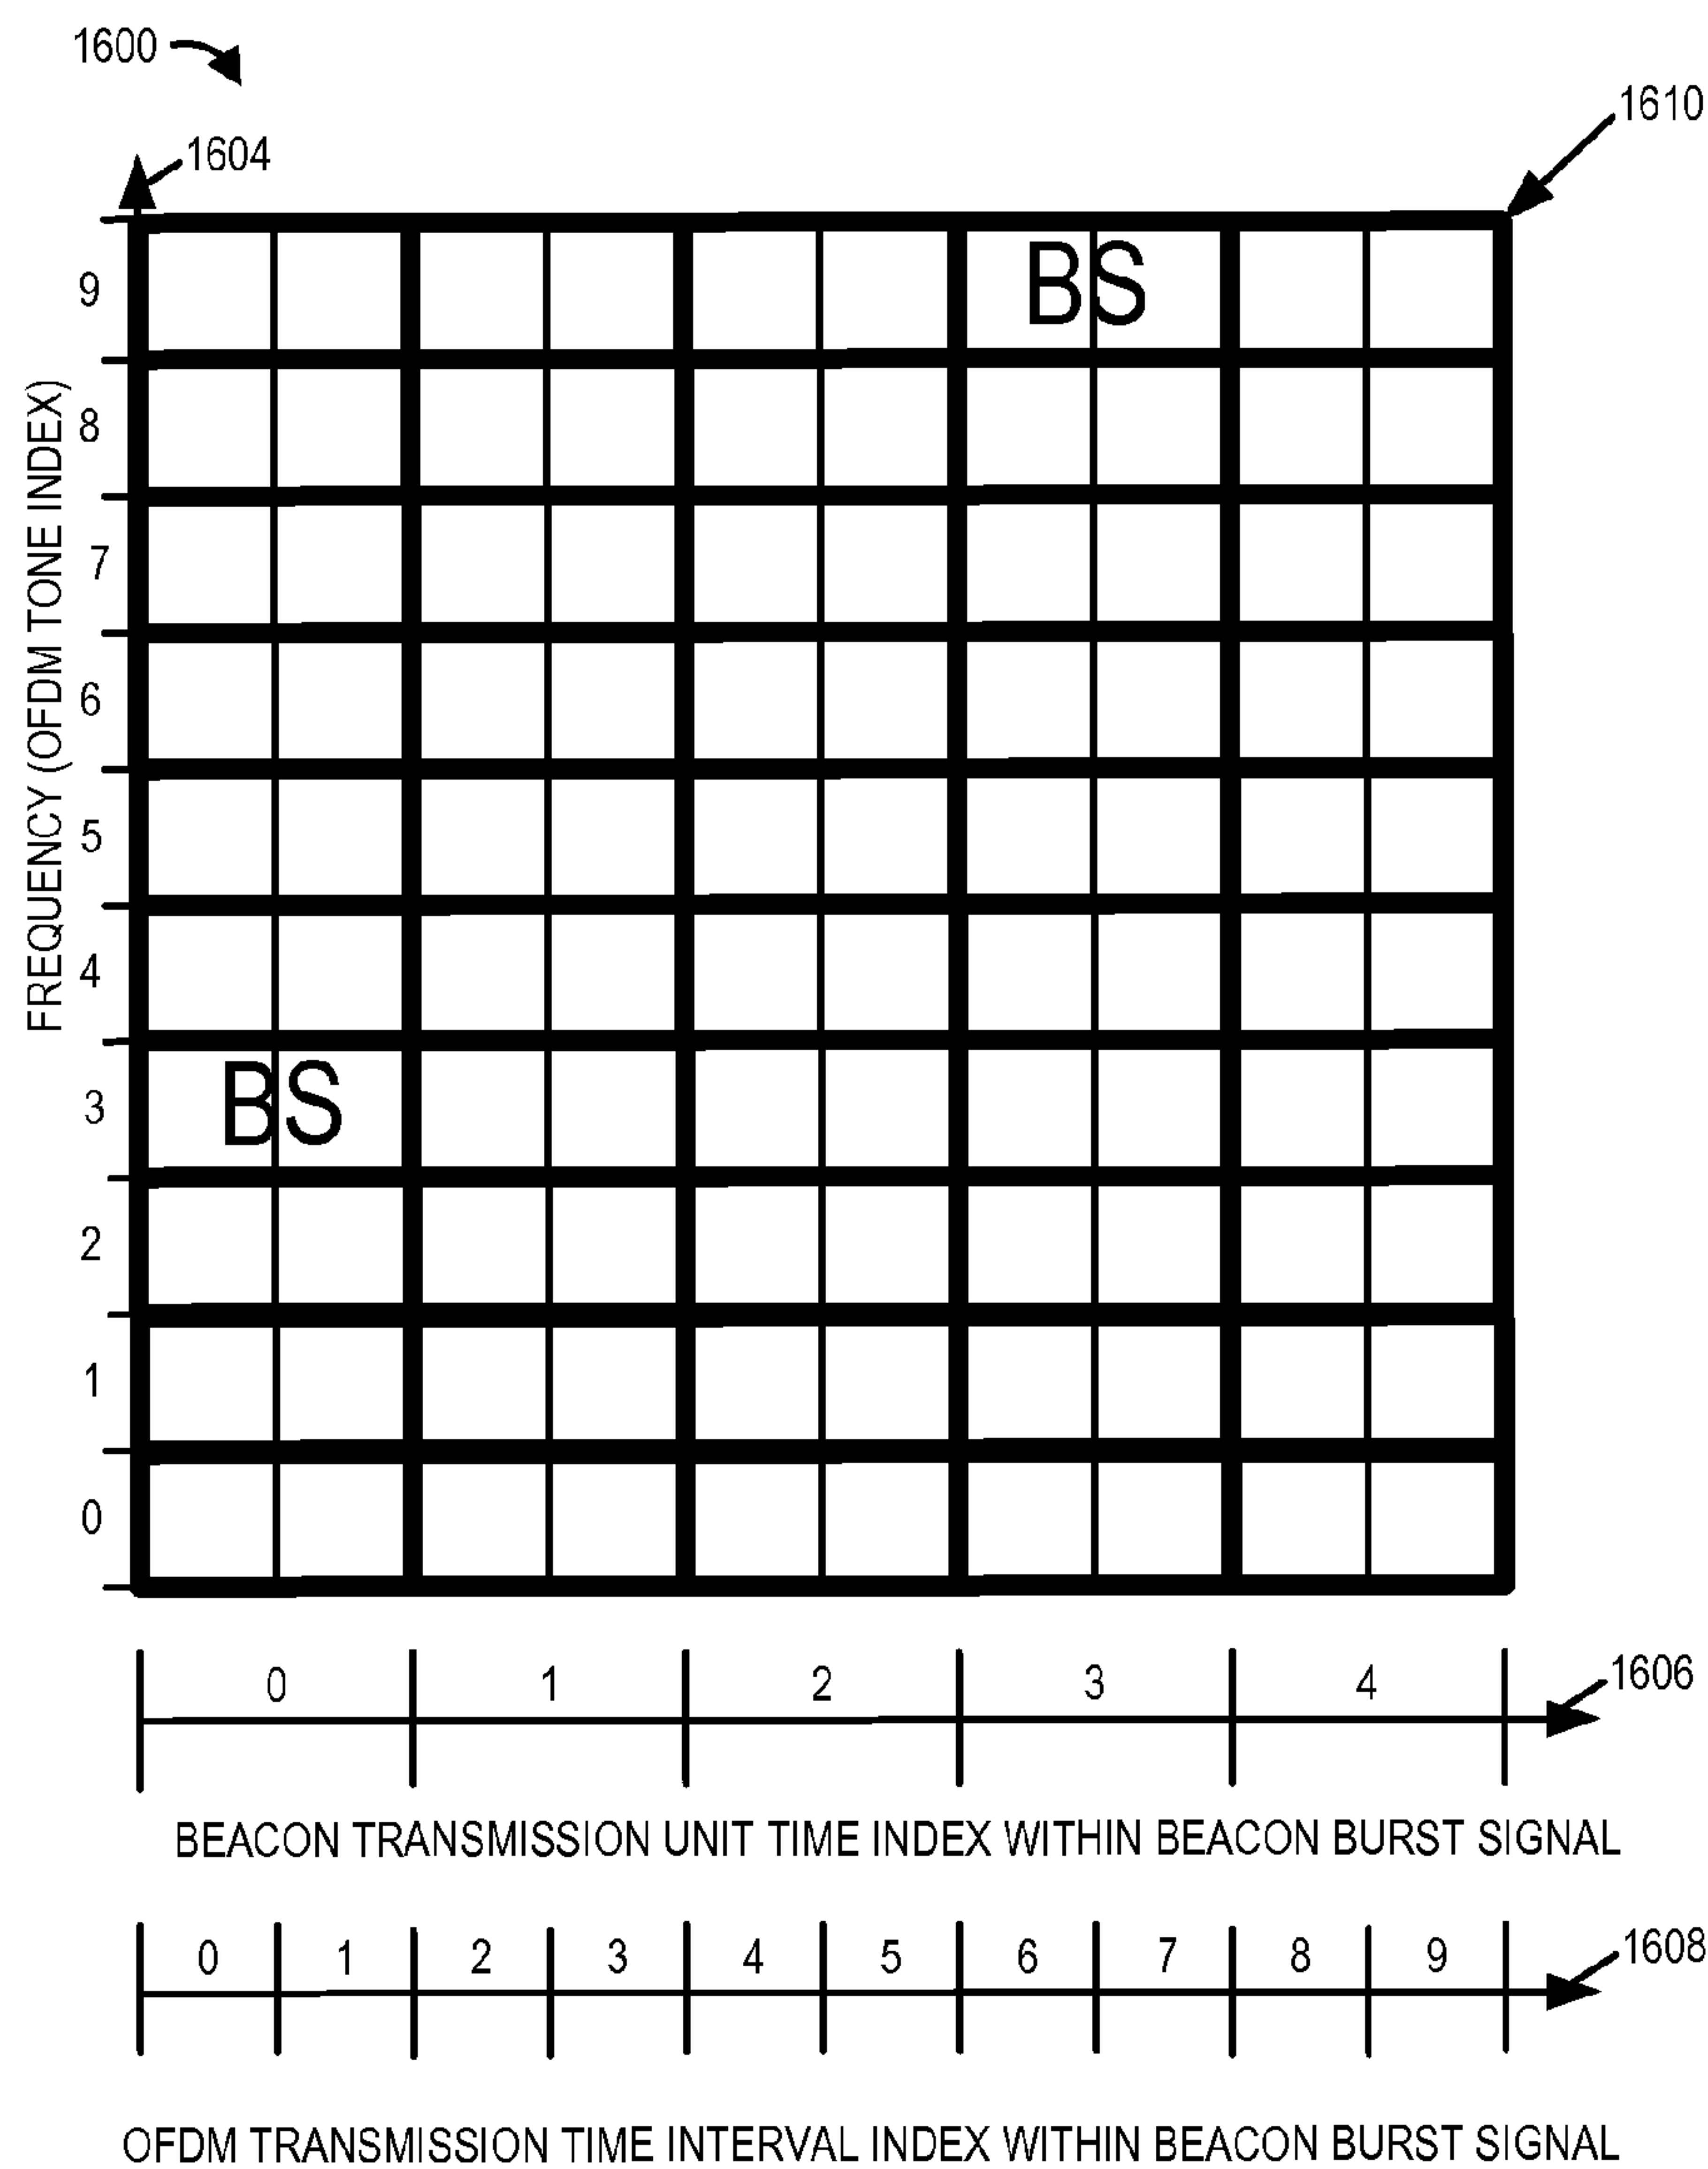 1600
1610
1604
FREQUENCY (OFDM TONE INDEX)
9 BS
8
7
6
5
4
3 BS
2
1
0
0 1 2 3 4 1606
BEACON TRANSMISSION UNIT TIME INDEX WITHIN BEACON BURST SIGNAL
0 1 2 3 4 5 6 7 8 9 1608
OFDM TRANSMISSION TIME INTERVAL INDEX WITHIN BEACON BURST SIGNAL